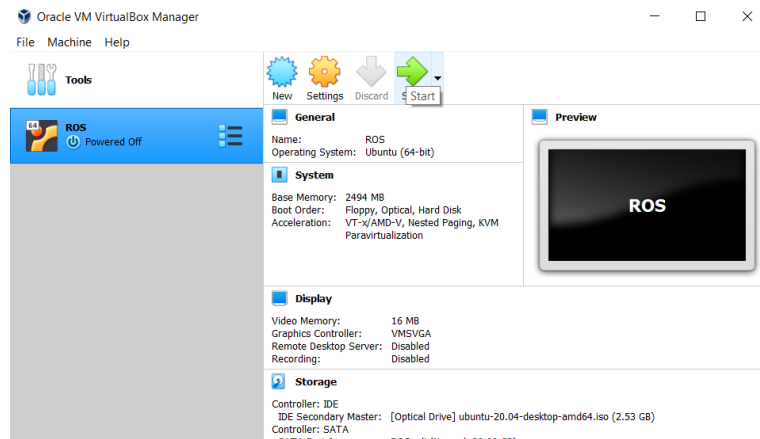 Oracle VM VirtualBox Manager
File Machine Help
Tools
New Settings Discard Start
64 ROS
Powered Off
General
Name: ROS
Operating System: Ubuntu (64-bit)
Preview
ROS
System
Base Memory: 2494 MB
Boot Order: Floppy, Optical, Hard Disk
Acceleration: VT-x/AMD-V, Nested Paging, KVM
Paravirtualization
Display
Video Memory: 16 MB
Graphics Controller: VMSVGA
Remote Desktop Server: Disabled
Recording: Disabled
Storage
Controller: IDE
IDE Secondary Master: [Optical Drive] ubuntu-20.04-desktop-amd64.iso (2.53 GB)
Controller: SATA